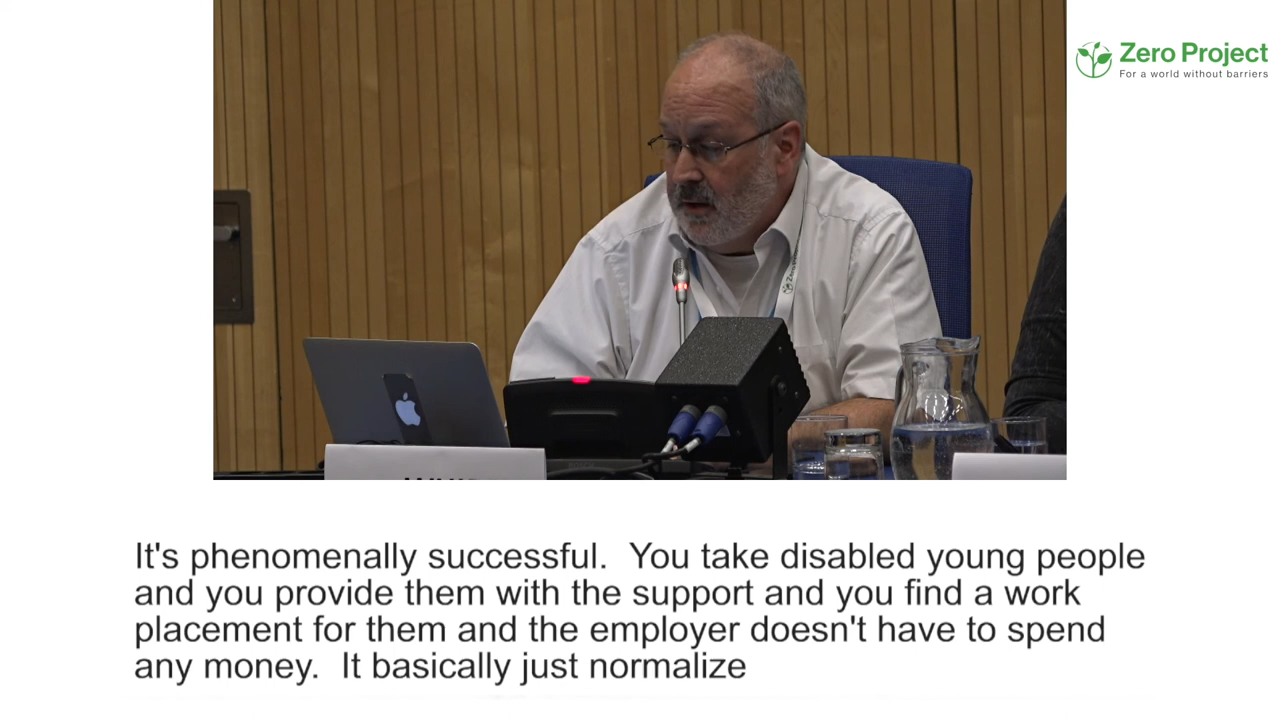 Zero Project
For a world without barriers
It's phenomenally successful.  You take disabled young people
and you provide them with the support and you find a work
placement for them and the employer doesn't have to spend
any money.  It basically just normalize